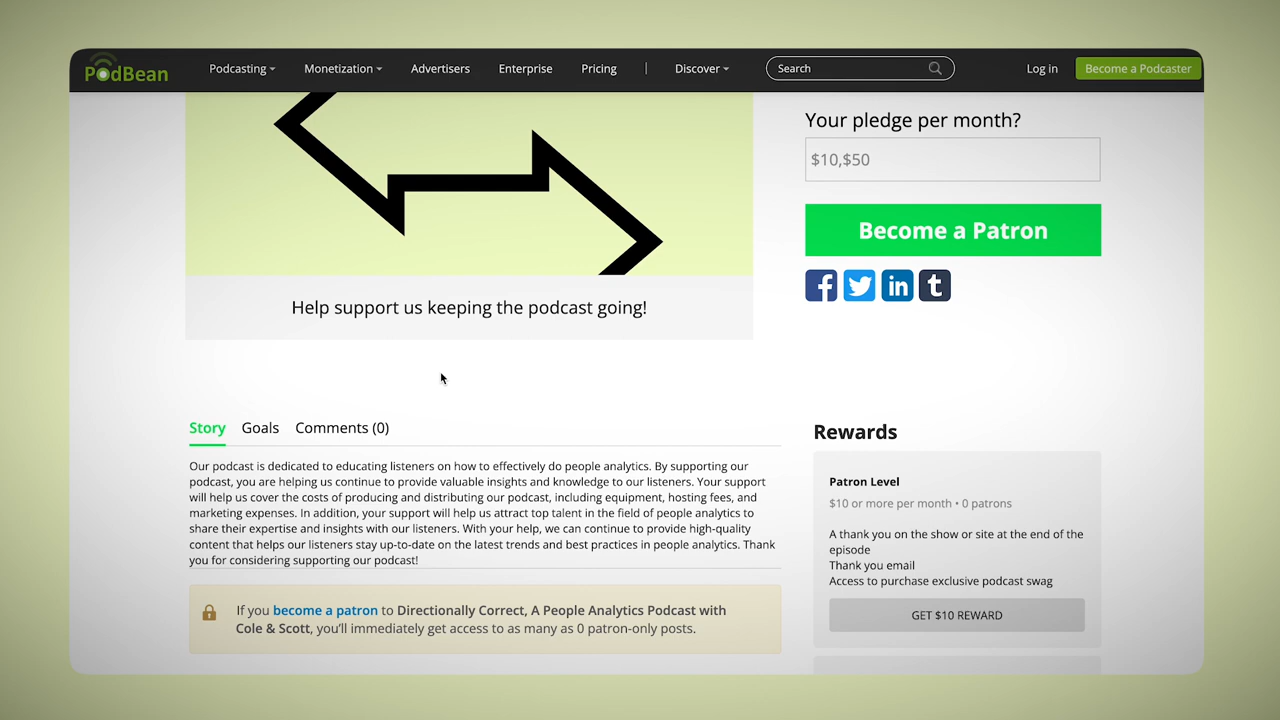 PodBean
Podcasting
Monetization
Advertisers
Enterprise
Pricing
|
Discover
Search
Log in
Become a Podcaster
Your pledge per month?
$10,$50
Become a Patron
Help support us keeping the podcast going!
Story
Goals
Comments (0)
Our podcast is dedicated to educating listeners on how to effectively do people analytics. By supporting our
podcast, you are helping us continue to provide valuable insights and knowledge to our listeners. Your support
will help us cover the costs of producing and distributing our podcast, including equipment, hosting fees, and
marketing expenses. In addition, your support will help us attract top talent in the field of people analytics to
share their expertise and insights with our listeners. With your help, we can continue to provide high-quality
content that helps our listeners stay up-to-date on the latest trends and best practices in people analytics. Thank
you for considering supporting our podcast!
If you become a patron to Directionally Correct, A People Analytics Podcast with
Cole & Scott, you'll immediately get access to as many as 0 patron-only posts.
Rewards
Patron Level
$10 or more per month • 0 patrons
A thank you on the show or site at the end of the
episode
Thank you email
Access to purchase exclusive podcast swag
GET $10 REWARD